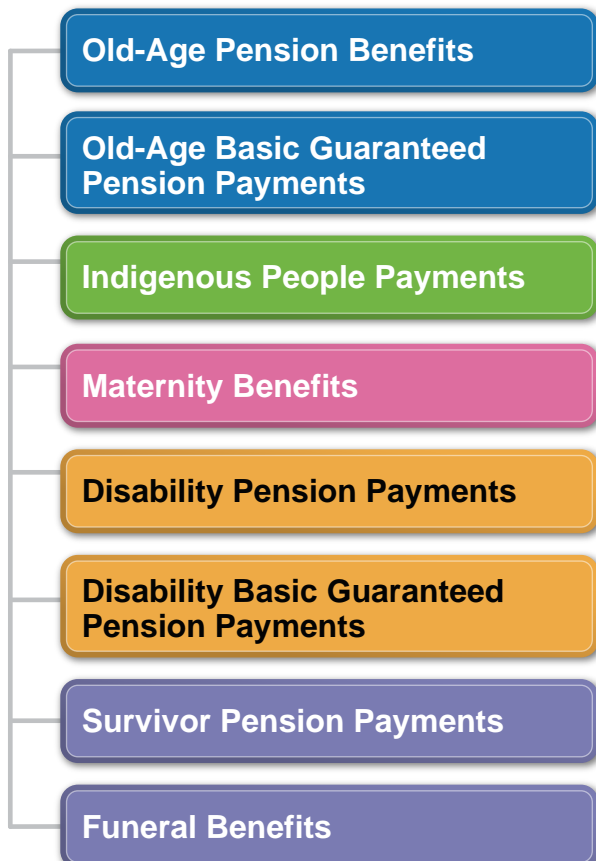 Old-Age Pension Benefits
Old-Age Basic Guaranteed
Pension Payments
Indigenous People Payments
Maternity Benefits
Disability Pension Payments
Disability Basic Guaranteed
Pension Payments
Survivor Pension Payments
Funeral Benefits